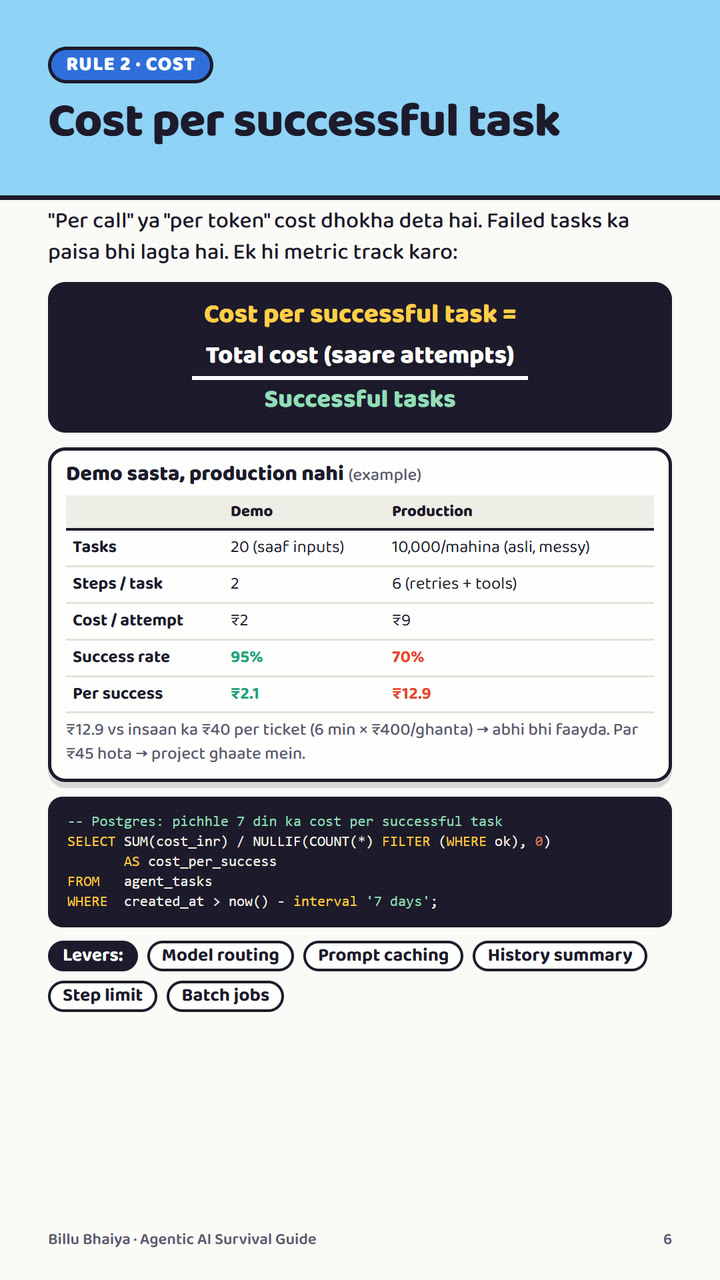 RULE 2 · COST
Cost per successful task
"Per call" ya "per token" cost dhokha deta hai. Failed tasks ka
paisa bhi lagta hai. Ek hi metric track karo:
Cost per successful task =
Total cost (saare attempts)
Successful tasks
Demo sasta, production nahi (example)
Demo Production
Tasks 20 (saaf inputs) 10,000/mahina (asli, messy)
Steps / task 2 6 (retries + tools)
Cost / attempt ₹2 ₹9
Success rate 95% 70%
Per success ₹2.1 ₹12.9
₹12.9 vs insaan ka ₹40 per ticket (6 min × ₹400/ghanta) → abhi bhi faayda. Par
₹45 hota → project ghaate mein.
-- Postgres: pichhle 7 din ka cost per successful task
SELECT SUM(cost_inr) / NULLIF(COUNT(*) FILTER (WHERE ok), 0)
AS cost_per_success
FROM agent_tasks
WHERE created_at > now() - interval '7 days';
Levers: Model routing Prompt caching History summary
Step limit Batch jobs
Billu Bhaiya · Agentic AI Survival Guide 6